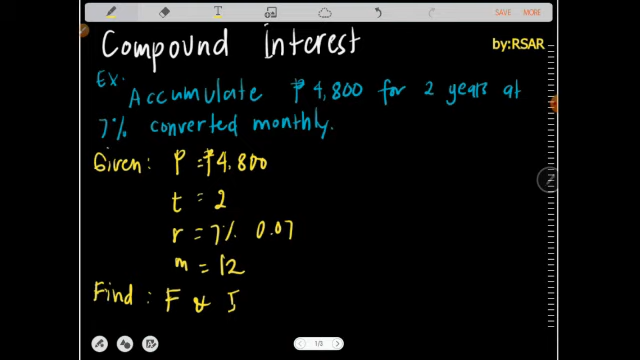 SAVE MORE
Compound Interest
by:RSAR
Ex: Accumulate ₱4,800 for 2 years at
7% converted monthly.
Given: P = ₱4,800
t = 2
r = 7% 0.07
m = 12
Find: F & I
1/3